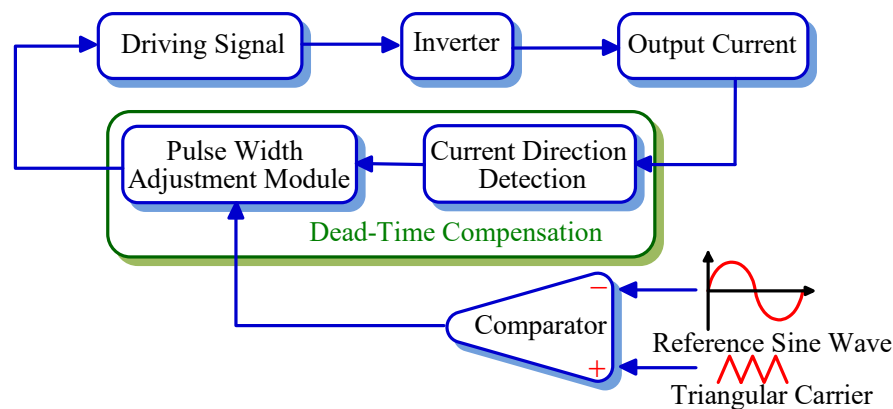 Driving Signal
Inverter
Output Current
Pulse Width
Adjustment Module
Current Direction
Detection
Dead-Time Compensation
Comparator
−
+
Reference Sine Wave
Triangular Carrier